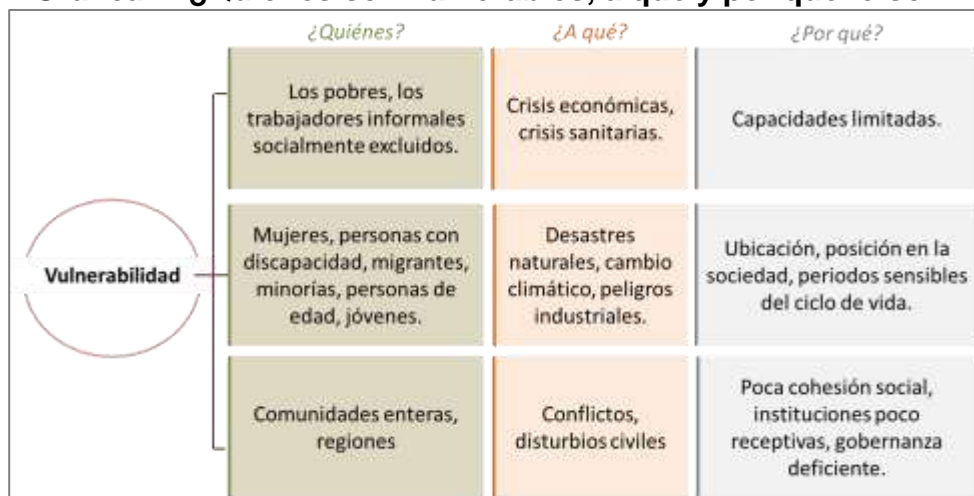 ¿Quiénes?
¿A qué?
¿Por qué?
Los pobres, los
trabajadores informales
socialmente excluidos.
Crisis económicas,
crisis sanitarias.
Capacidades limitadas.
Vulnerabilidad
Mujeres, personas con
discapacidad, migrantes,
minorías, personas de
edad, jóvenes.
Desastres
naturales, cambio
climático, peligros
industriales.
Ubicación, posición en la
sociedad, periodos sensibles
del ciclo de vida.
Comunidades enteras,
regiones
Conflictos,
disturbios civiles
Poca cohesión social,
instituciones poco
receptivas, gobernanza
deficiente.